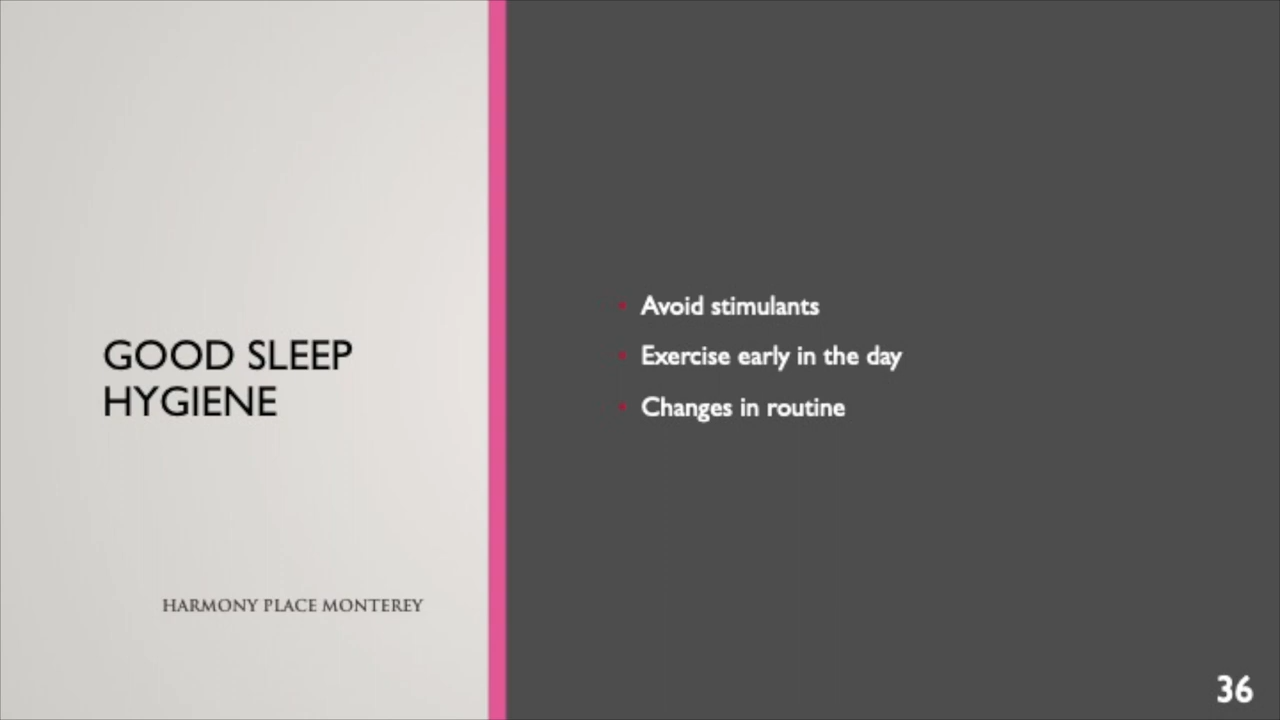 GOOD SLEEP
HYGIENE
HARMONY PLACE MONTEREY
• Avoid stimulants
• Exercise early in the day
• Changes in routine
36